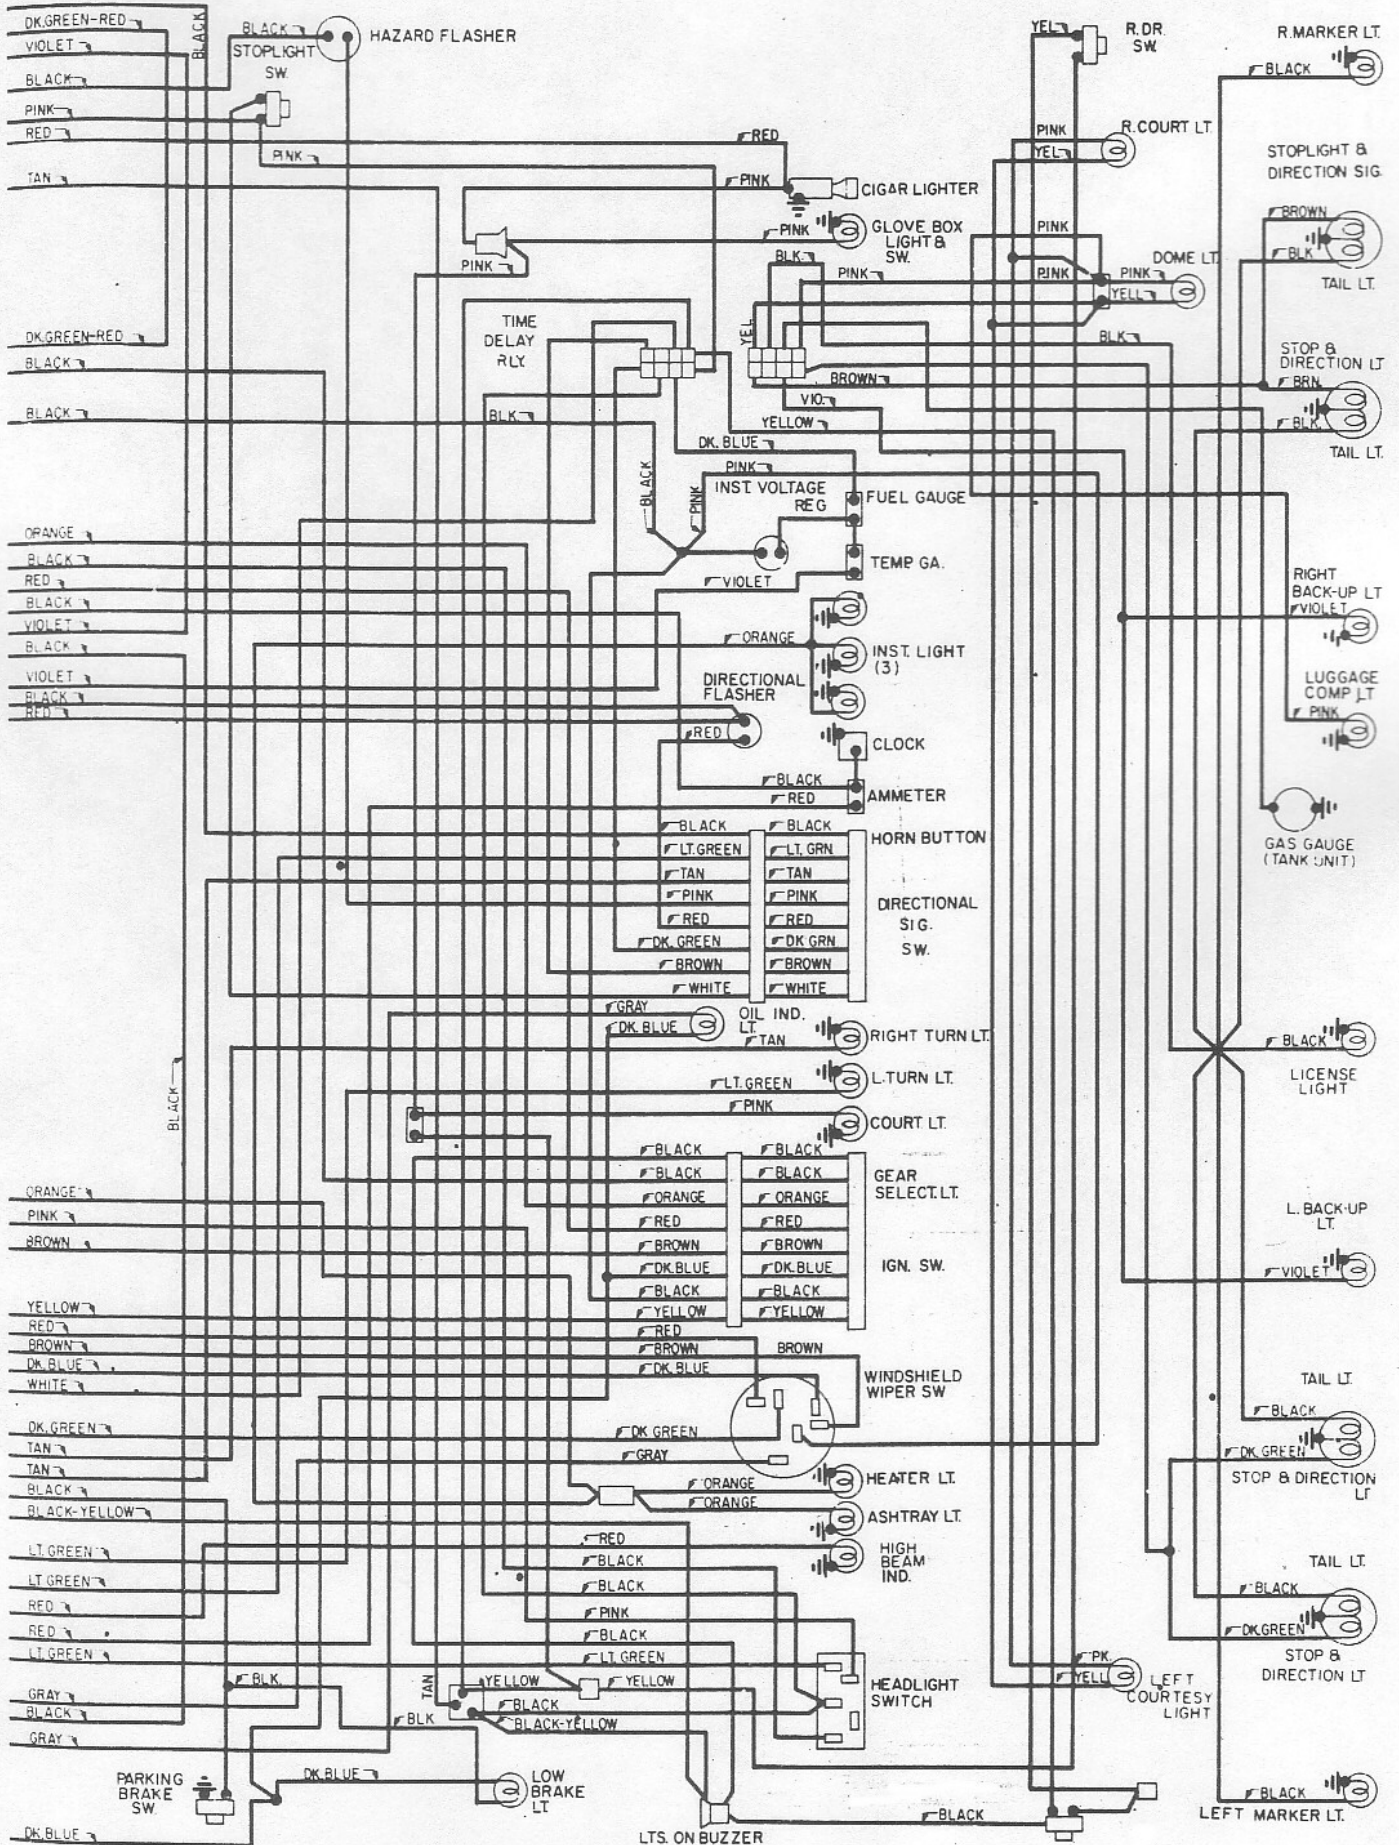 DK.GREEN-RED
VIOLET
BLACK
PINK
RED
TAN
DK.GREEN-RED
BLACK
BLACK
ORANGE
BLACK
RED
BLACK
VIOLET
BLACK
VIOLET
BLACK
RED
ORANGE
PINK
BROWN
YELLOW
RED
BROWN
DK.BLUE
WHITE
DK.GREEN
TAN
TAN
BLACK
BLACK-YELLOW
LT.GREEN
LT GREEN
RED
RED
LT.GREEN
GRAY
BLACK
GRAY
DK.BLUE
BLACK
BLACK
BLACK
STOPLIGHT
SW.
HAZARD FLASHER
PINK
RED
PINK
CIGAR LIGHTER
PINK
GLOVE BOX
LIGHT &
SW.
PINK
BLK
PINK
TIME
DELAY
RLY.
YEL
BROWN
VIO.
YELLOW
BLK.
DK. BLUE
BLACK
PINK
PINK
INST. VOLTAGE
REG
FUEL GAUGE
TEMP GA.
VIOLET
ORANGE
INST. LIGHT
(3)
DIRECTIONAL
FLASHER
RED
CLOCK
BLACK
RED
AMMETER
BLACK BLACK
HORN BUTTON
LT.GREEN LT, GRN
TAN TAN
PINK PINK
RED RED
DK. GREEN DK GRN
BROWN BROWN
WHITE WHITE
DIRECTIONAL
SIG.
SW.
GRAY
DK. BLUE
OIL IND.
LT.
TAN
RIGHT TURN LT.
LT. GREEN
L.TURN LT.
PINK
COURT LT.
BLACK BLACK
BLACK BLACK
ORANGE ORANGE
RED RED
BROWN BROWN
DK.BLUE DK.BLUE
BLACK BLACK
YELLOW YELLOW
GEAR
SELECT.LT.
IGN. SW.
RED
BROWN BROWN
DK. BLUE
WINDSHIELD
WIPER SW
DK GREEN
GRAY
ORANGE
HEATER LT.
ORANGE
ASHTRAY LT.
RED
HIGH
BEAM
IND.
BLACK
BLACK
PINK
BLACK
LT. GREEN
HEADLIGHT
SWITCH
TAN
YELLOW YELLOW
BLACK
BLACK-YELLOW
BLK.
BLK
DK.BLUE
LOW
BRAKE
LT.
PARKING
BRAKE
SW.
BLACK
LTS. ON BUZZER
YEL
R. DR.
SW.
PINK
YEL
R. COURT LT.
PINK
PINK
PINK
YELL
DOME LT.
BLK
R.MARKER LT.
BLACK
STOPLIGHT &
DIRECTION SIG.
BROWN
BLK
TAIL LT.
STOP &
DIRECTION LT
BRN
BLK.
TAIL LT.
RIGHT
BACK-UP LT
VIOLET
LUGGAGE
COMP LT
PINK
GAS GAUGE
(TANK UNIT)
BLACK
LICENSE
LIGHT
L. BACK-UP
LT.
VIOLET
TAIL LT.
BLACK
DK.GREEN
STOP & DIRECTION
LT
TAIL LT.
BLACK
DK.GREEN
STOP &
DIRECTION LT
PK.
YELL
LEFT
COURTESY
LIGHT
BLACK
LEFT MARKER LT.